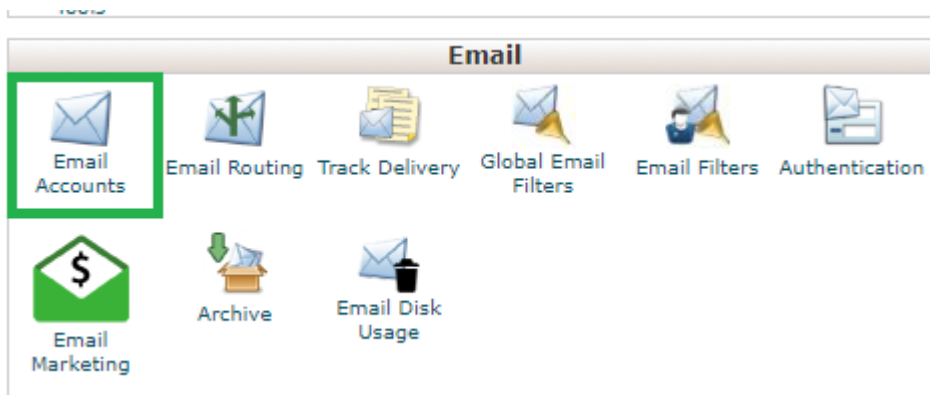 Email
Email
Accounts
Email Routing
Track Delivery
Global Email
Filters
Email Filters
Authentication
$
Email
Marketing
Archive
Email Disk
Usage